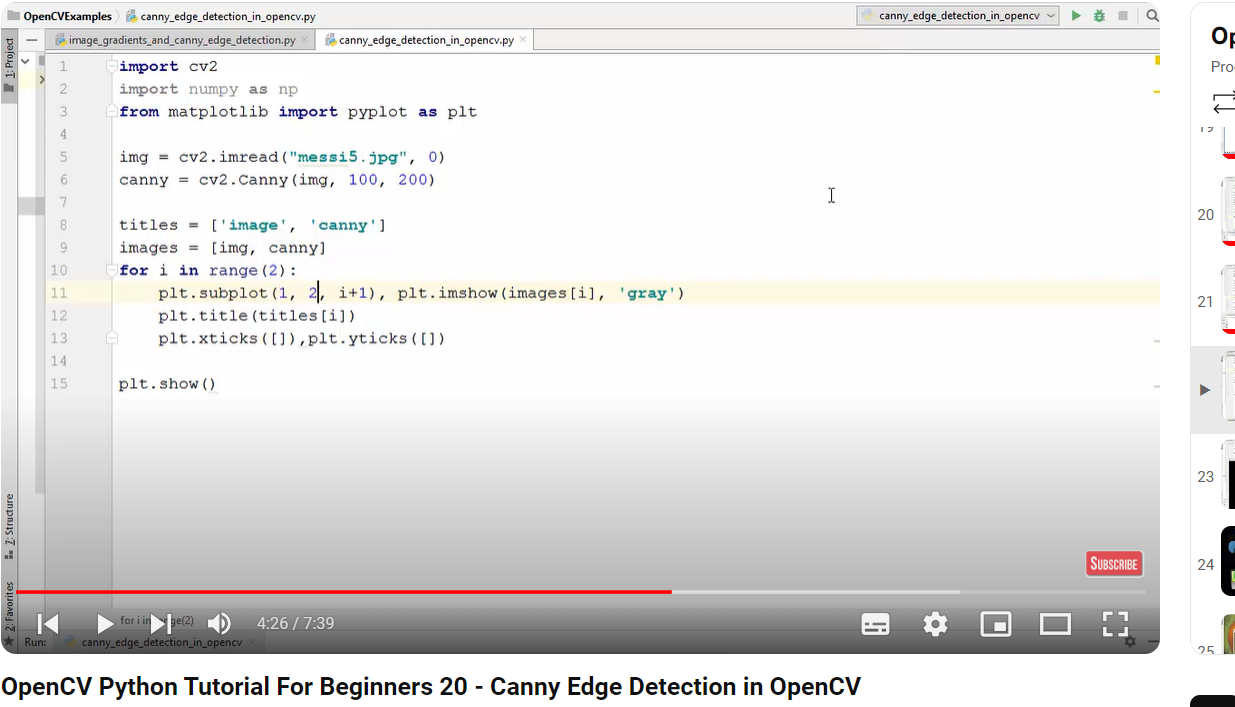 OpenCVExamples canny_edge_detection_in_opencv.py
canny_edge_detection_in_opencv
image_gradients_and_canny_edge_detection.py
canny_edge_detection_in_opencv.py
1: Project
1 import cv2
2 import numpy as np
3 from matplotlib import pyplot as plt
4
5 img = cv2.imread("messi5.jpg", 0)
6 canny = cv2.Canny(img, 100, 200)
7
8 titles = ['image', 'canny']
9 images = [img, canny]
10 for i in range(2):
11 plt.subplot(1, 2, i+1), plt.imshow(images[i], 'gray')
12 plt.title(titles[i])
13 plt.xticks([]),plt.yticks([])
14
15 plt.show()
7: Structure
2: Favorites
SUBSCRIBE
for i in range(2)
4:26 / 7:39
Run: canny_edge_detection_in_opencv
OpenCV Python Tutorial For Beginners 20 - Canny Edge Detection in OpenCV
Op
Pro
19
20
21
23
24
25